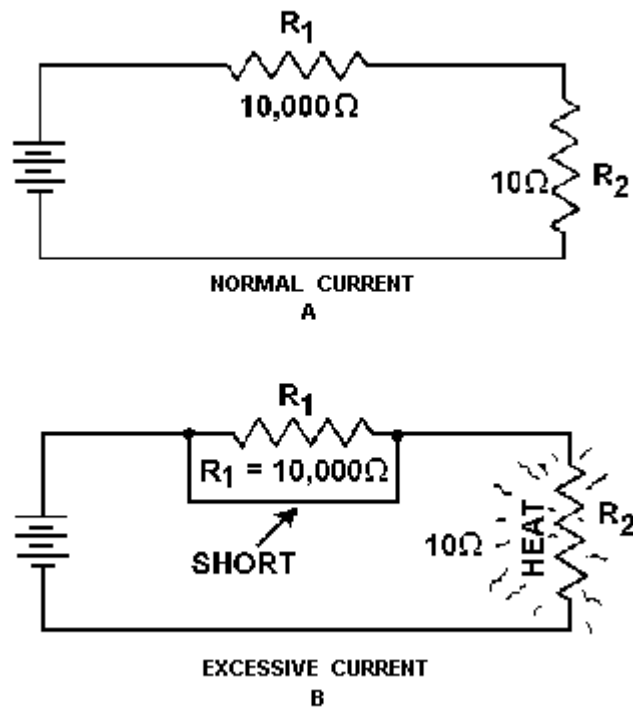 R1
10,000Ω
10Ω R2
NORMAL CURRENT
A
R1
R1 = 10,000Ω
SHORT
10Ω HEAT R2
EXCESSIVE CURRENT
B